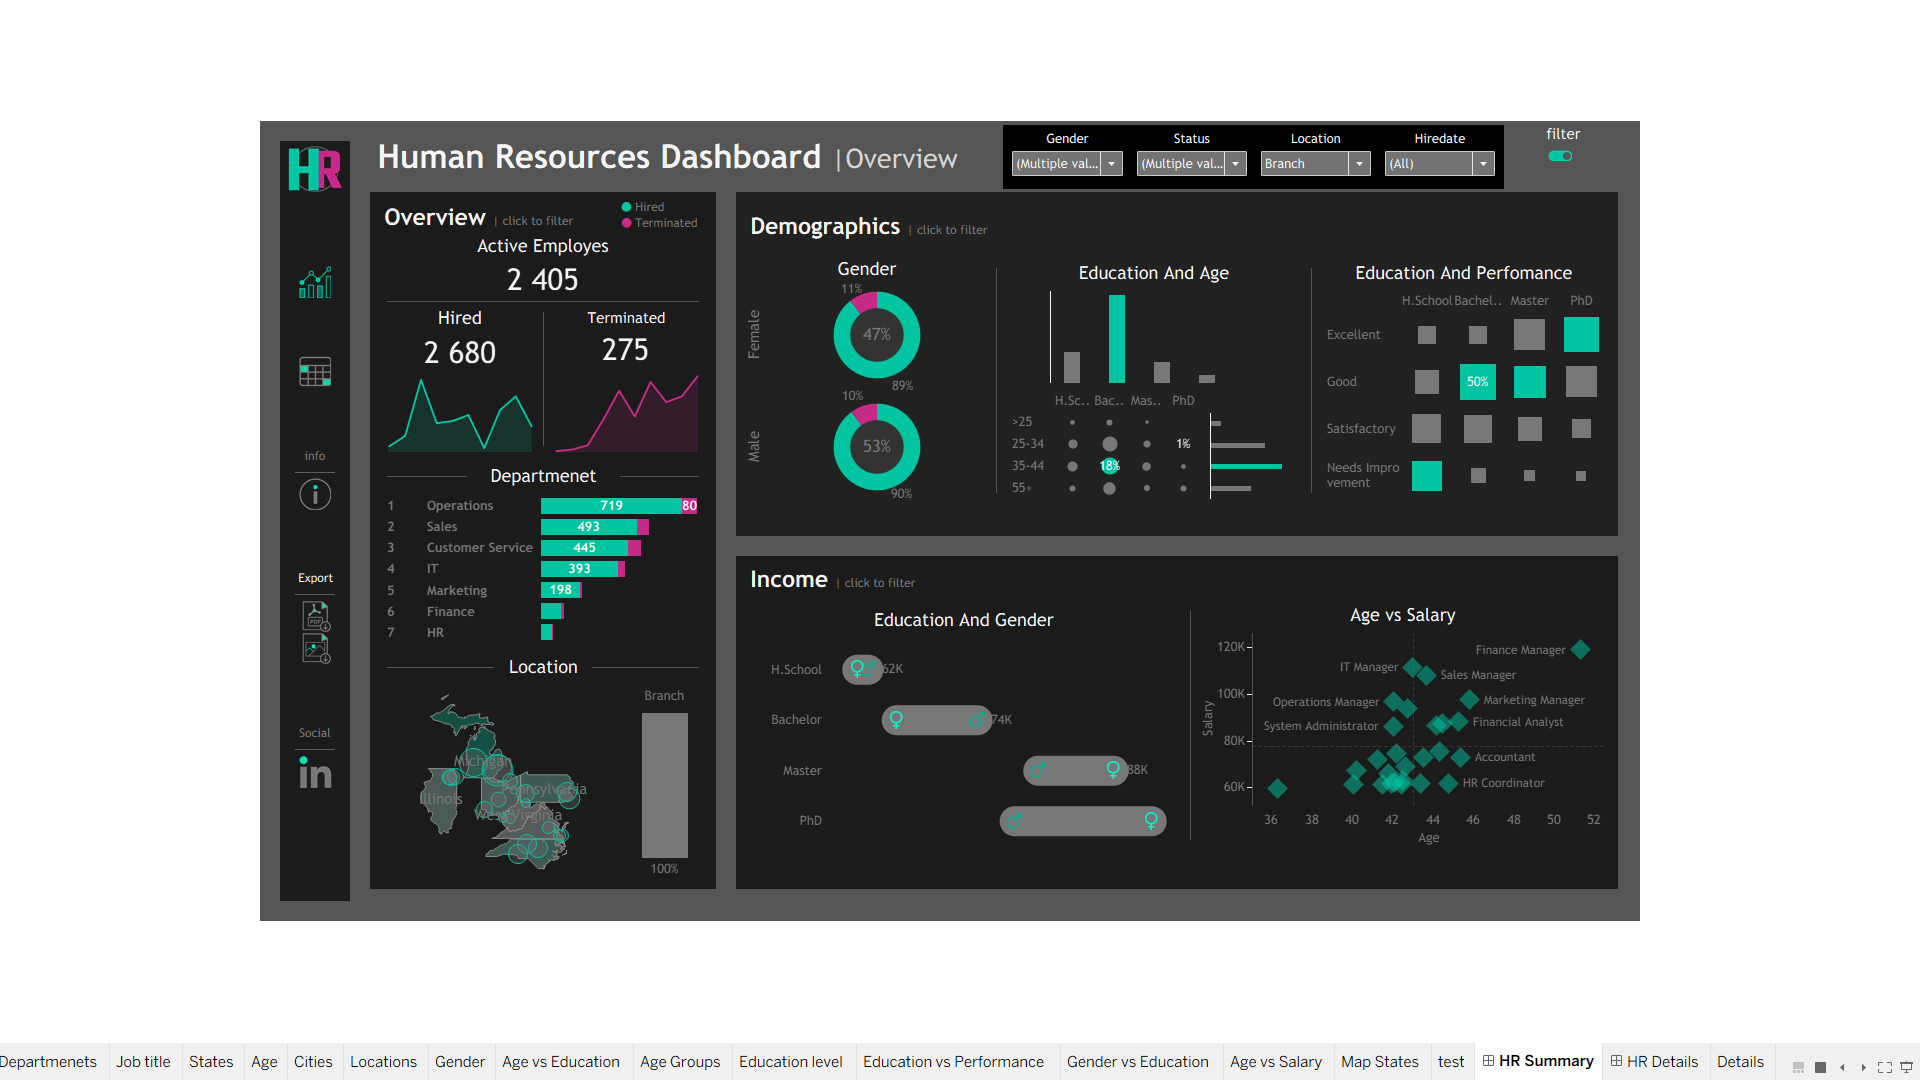 HR
Human Resources Dashboard |Overview
Gender
Status
Location
Hiredate
(Multiple val...
(Multiple val...
Branch
(All)
filter
Overview | click to filter
Hired
Terminated
Active Employes
2 405
Hired
2 680
Terminated
275
Departmenet
1 Operations 719 80
2 Sales 493
3 Customer Service 445
4 IT 393
5 Marketing 198
6 Finance
7 HR
Location
Michigan
Illinois
Pennsylvania
West Virginia
Branch
100%
info
Export
PDF
Social
in
Demographics | click to filter
Gender
Female
11%
47%
89%
Male
10%
53%
90%
Education And Age
H.Sc.. Bac.. Mas.. PhD
>25
25-34 1%
35-44 18%
55+
Education And Perfomance
H.School Bachel.. Master PhD
Excellent
Good 50%
Satisfactory
Needs Impro
vement
Income | click to filter
Education And Gender
H.School 62K
Bachelor 74K
Master 88K
PhD
Age vs Salary
Salary
120K
100K
80K
60K
Finance Manager
IT Manager
Sales Manager
Operations Manager
Marketing Manager
System Administrator
Financial Analyst
Accountant
HR Coordinator
36 38 40 42 44 46 48 50 52
Age
Departmenets Job title States Age Cities Locations Gender Age vs Education Age Groups Education level Education vs Performance Gender vs Education Age vs Salary Map States test HR Summary HR Details Details